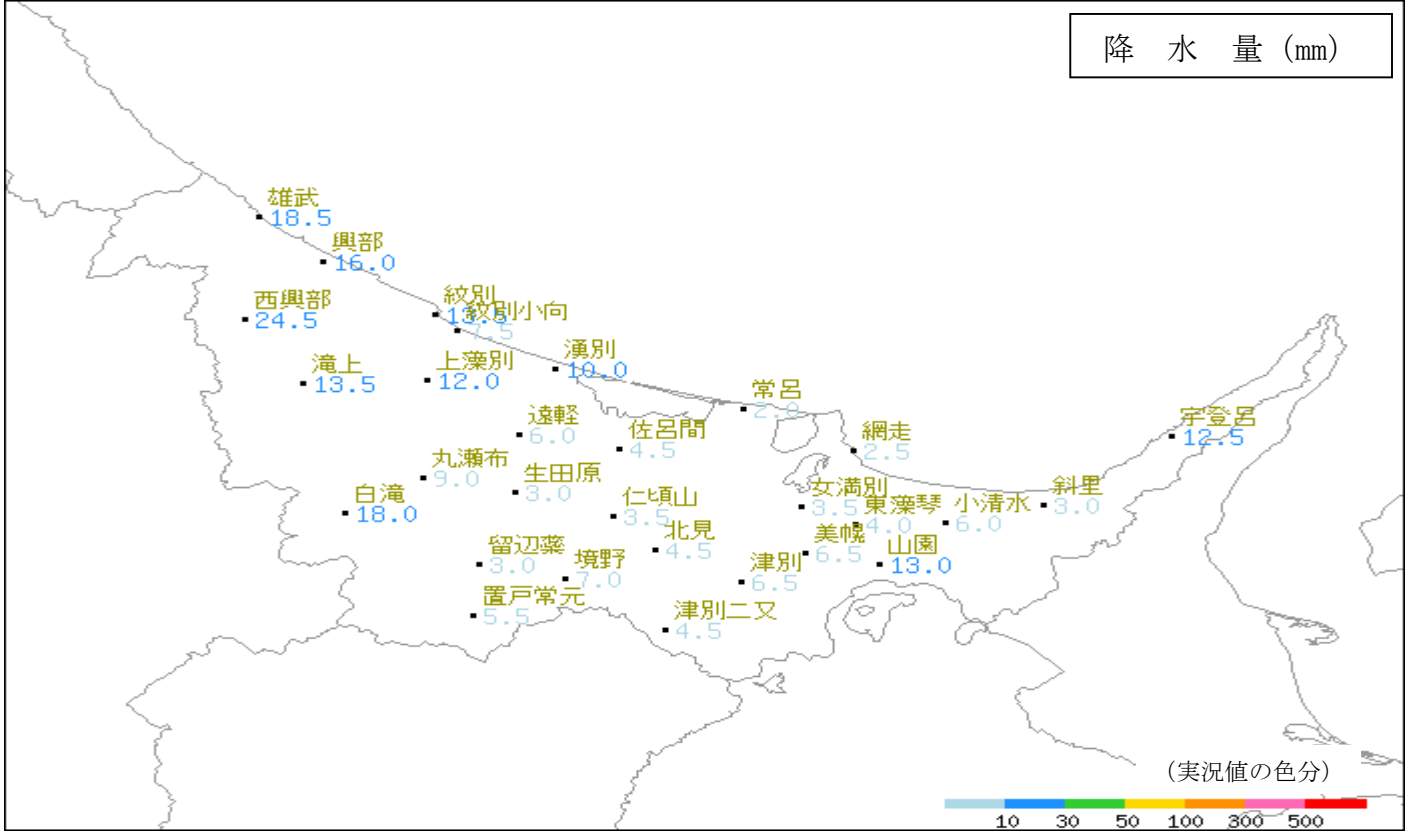 降 水 量 (mm)
雄武
18.5
興部
16.0
西興部
24.5
紋別
13.5
紋別小向
7.5
滝上
13.5
上藻別
12.0
湧別
10.0
常呂
2.0
遠軽
6.0
佐呂間
4.5
網走
2.5
宇登呂
12.5
丸瀬布
9.0
生田原
3.0
白滝
18.0
仁頃山
3.5
女満別
3.5
東藻琴
4.0
小清水
6.0
斜里
3.0
北見
4.5
美幌
6.5
山園
13.0
留辺蘂
3.0
境野
7.0
津別
6.5
置戸常元
5.5
津別二又
4.5
(実況値の色分)
10 30 50 100 300 500